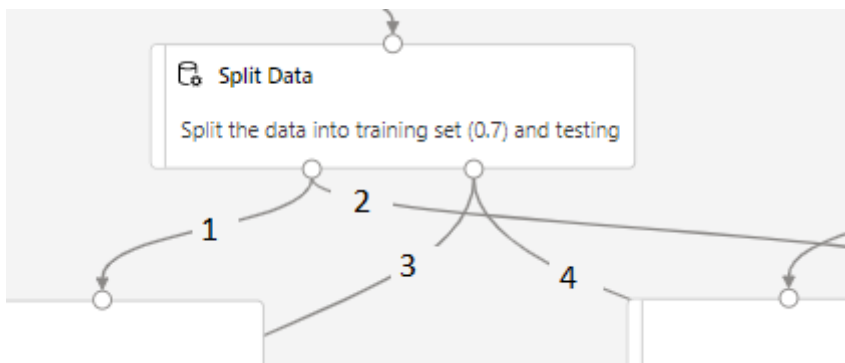 Split Data
Split the data into training set (0.7) and testing
1
2
3
4